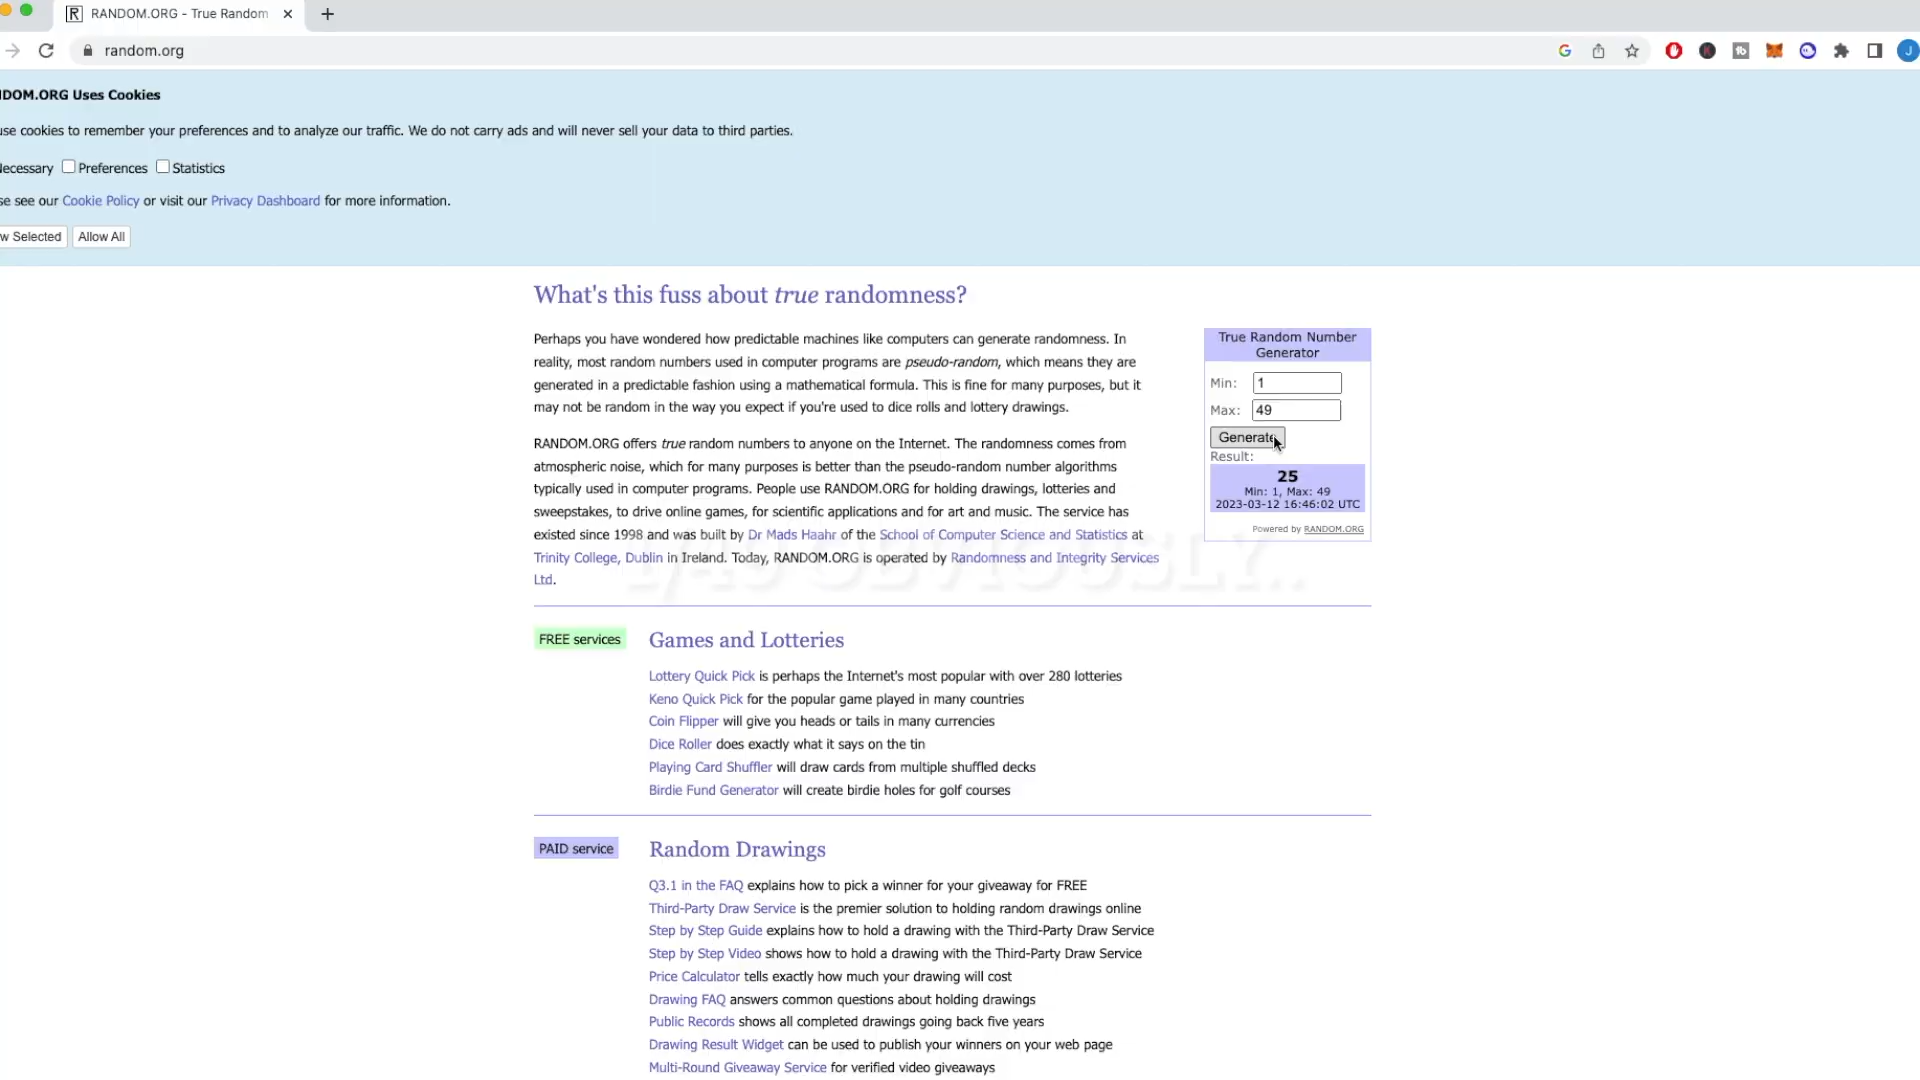 RANDOM.ORG - True Random
random.org
DOM.ORG Uses Cookies
use cookies to remember your preferences and to analyze our traffic. We do not carry ads and will never sell your data to third parties.
Necessary Preferences Statistics
se see our Cookie Policy or visit our Privacy Dashboard for more information.
w Selected Allow All
What's this fuss about true randomness?
Perhaps you have wondered how predictable machines like computers can generate randomness. In
reality, most random numbers used in computer programs are pseudo-random, which means they are
generated in a predictable fashion using a mathematical formula. This is fine for many purposes, but it
may not be random in the way you expect if you're used to dice rolls and lottery drawings.
RANDOM.ORG offers true random numbers to anyone on the Internet. The randomness comes from
atmospheric noise, which for many purposes is better than the pseudo-random number algorithms
typically used in computer programs. People use RANDOM.ORG for holding drawings, lotteries and
sweepstakes, to drive online games, for scientific applications and for art and music. The service has
existed since 1998 and was built by Dr Mads Haahr of the School of Computer Science and Statistics at
Trinity College, Dublin in Ireland. Today, RANDOM.ORG is operated by Randomness and Integrity Services
Ltd.
True Random Number
Generator
Min: 1
Max: 49
Generate
Result:
25
Min: 1, Max: 49
2023-03-12 16:46:02 UTC
Powered by RANDOM.ORG
OBVIOUSLY..
FREE services
Games and Lotteries
Lottery Quick Pick is perhaps the Internet's most popular with over 280 lotteries
Keno Quick Pick for the popular game played in many countries
Coin Flipper will give you heads or tails in many currencies
Dice Roller does exactly what it says on the tin
Playing Card Shuffler will draw cards from multiple shuffled decks
Birdie Fund Generator will create birdie holes for golf courses
PAID service
Random Drawings
Q3.1 in the FAQ explains how to pick a winner for your giveaway for FREE
Third-Party Draw Service is the premier solution to holding random drawings online
Step by Step Guide explains how to hold a drawing with the Third-Party Draw Service
Step by Step Video shows how to hold a drawing with the Third-Party Draw Service
Price Calculator tells exactly how much your drawing will cost
Drawing FAQ answers common questions about holding drawings
Public Records shows all completed drawings going back five years
Drawing Result Widget can be used to publish your winners on your web page
Multi-Round Giveaway Service for verified video giveaways